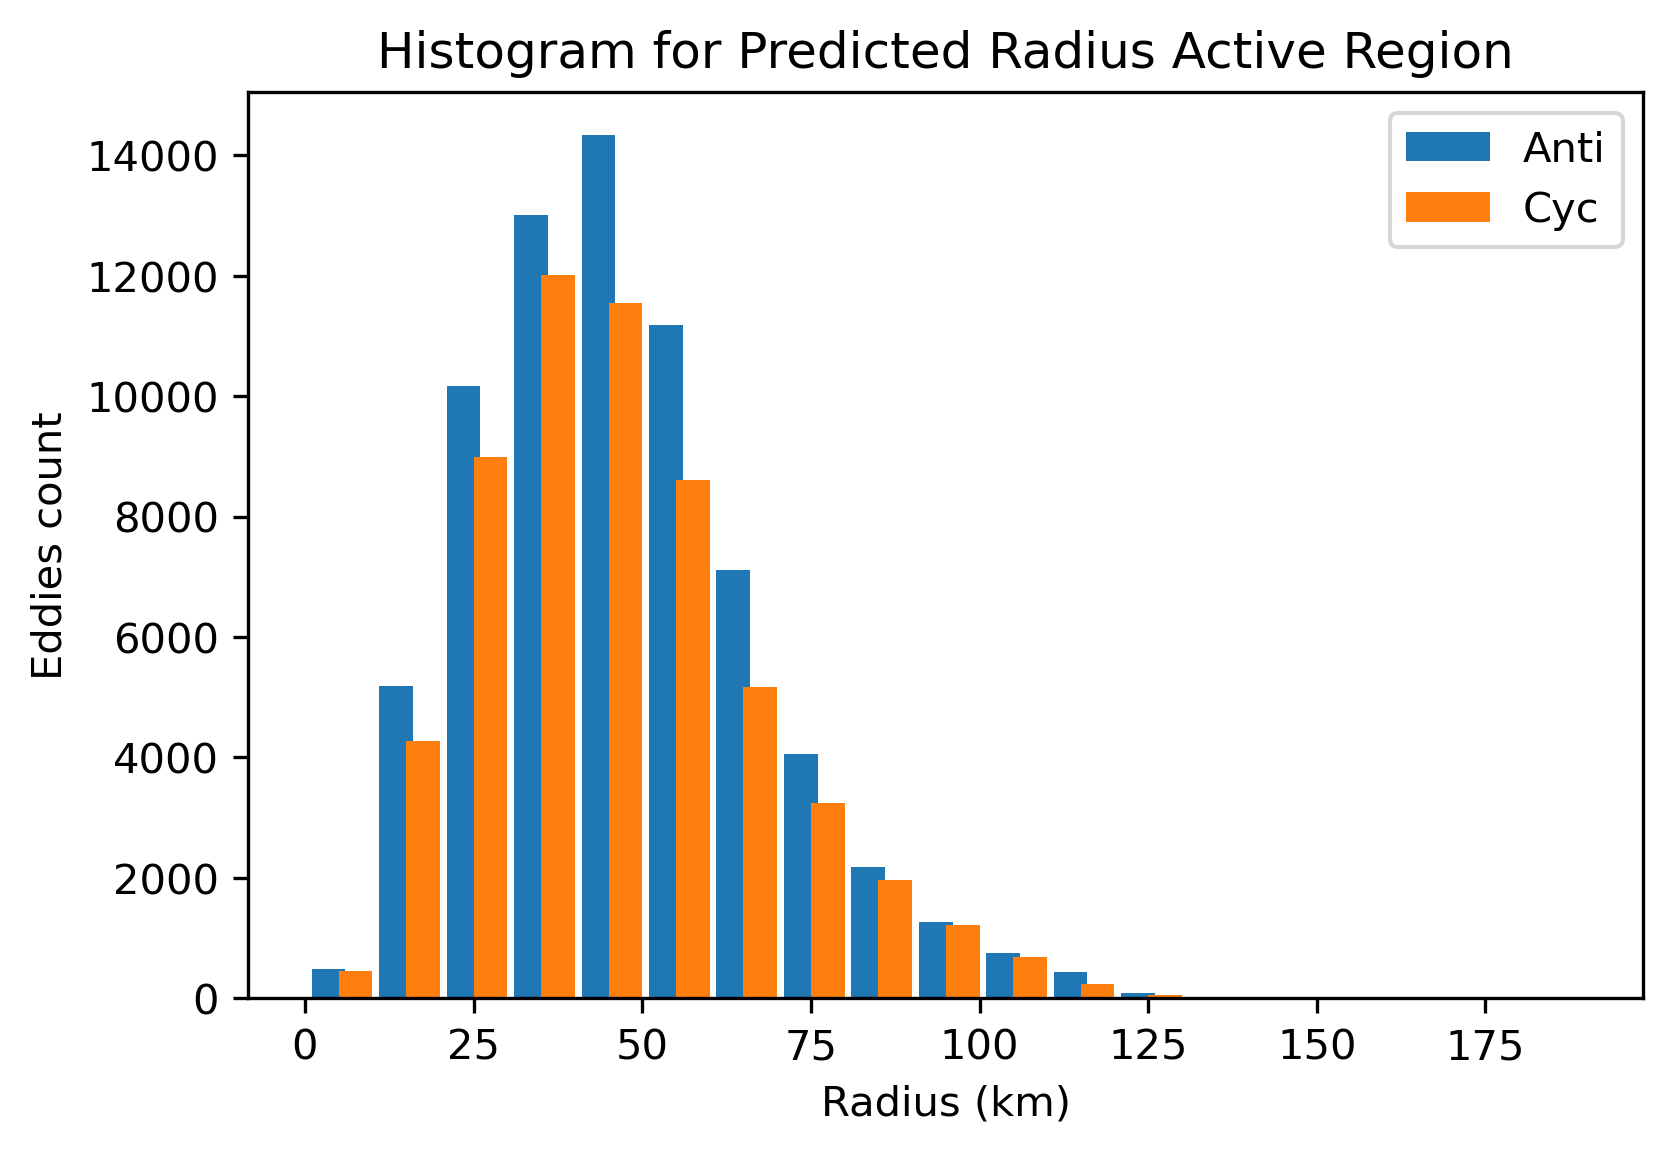 Histogram for Predicted Radius Active Region
Anti
Cyc
14000
12000
10000
8000
6000
4000
2000
0
Eddies count
0 25 50 75 100 125 150 175
Radius (km)